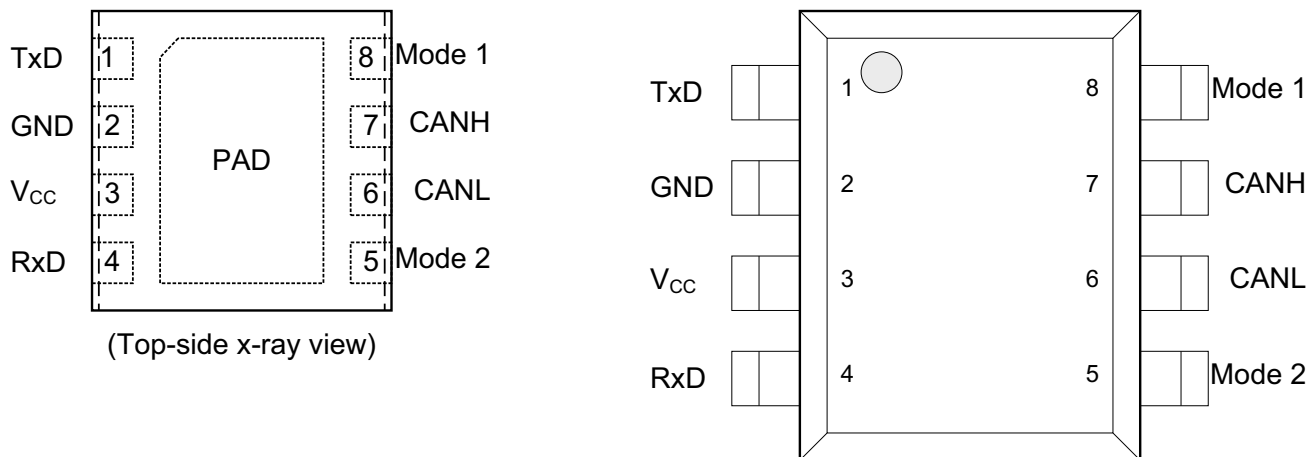 TxD 1 8 Mode 1
GND 2 7 CANH
PAD
VCC 3 6 CANL
RxD 4 5 Mode 2
(Top-side x-ray view)
TxD 1 8 Mode 1
GND 2 7 CANH
VCC 3 6 CANL
RxD 4 5 Mode 2